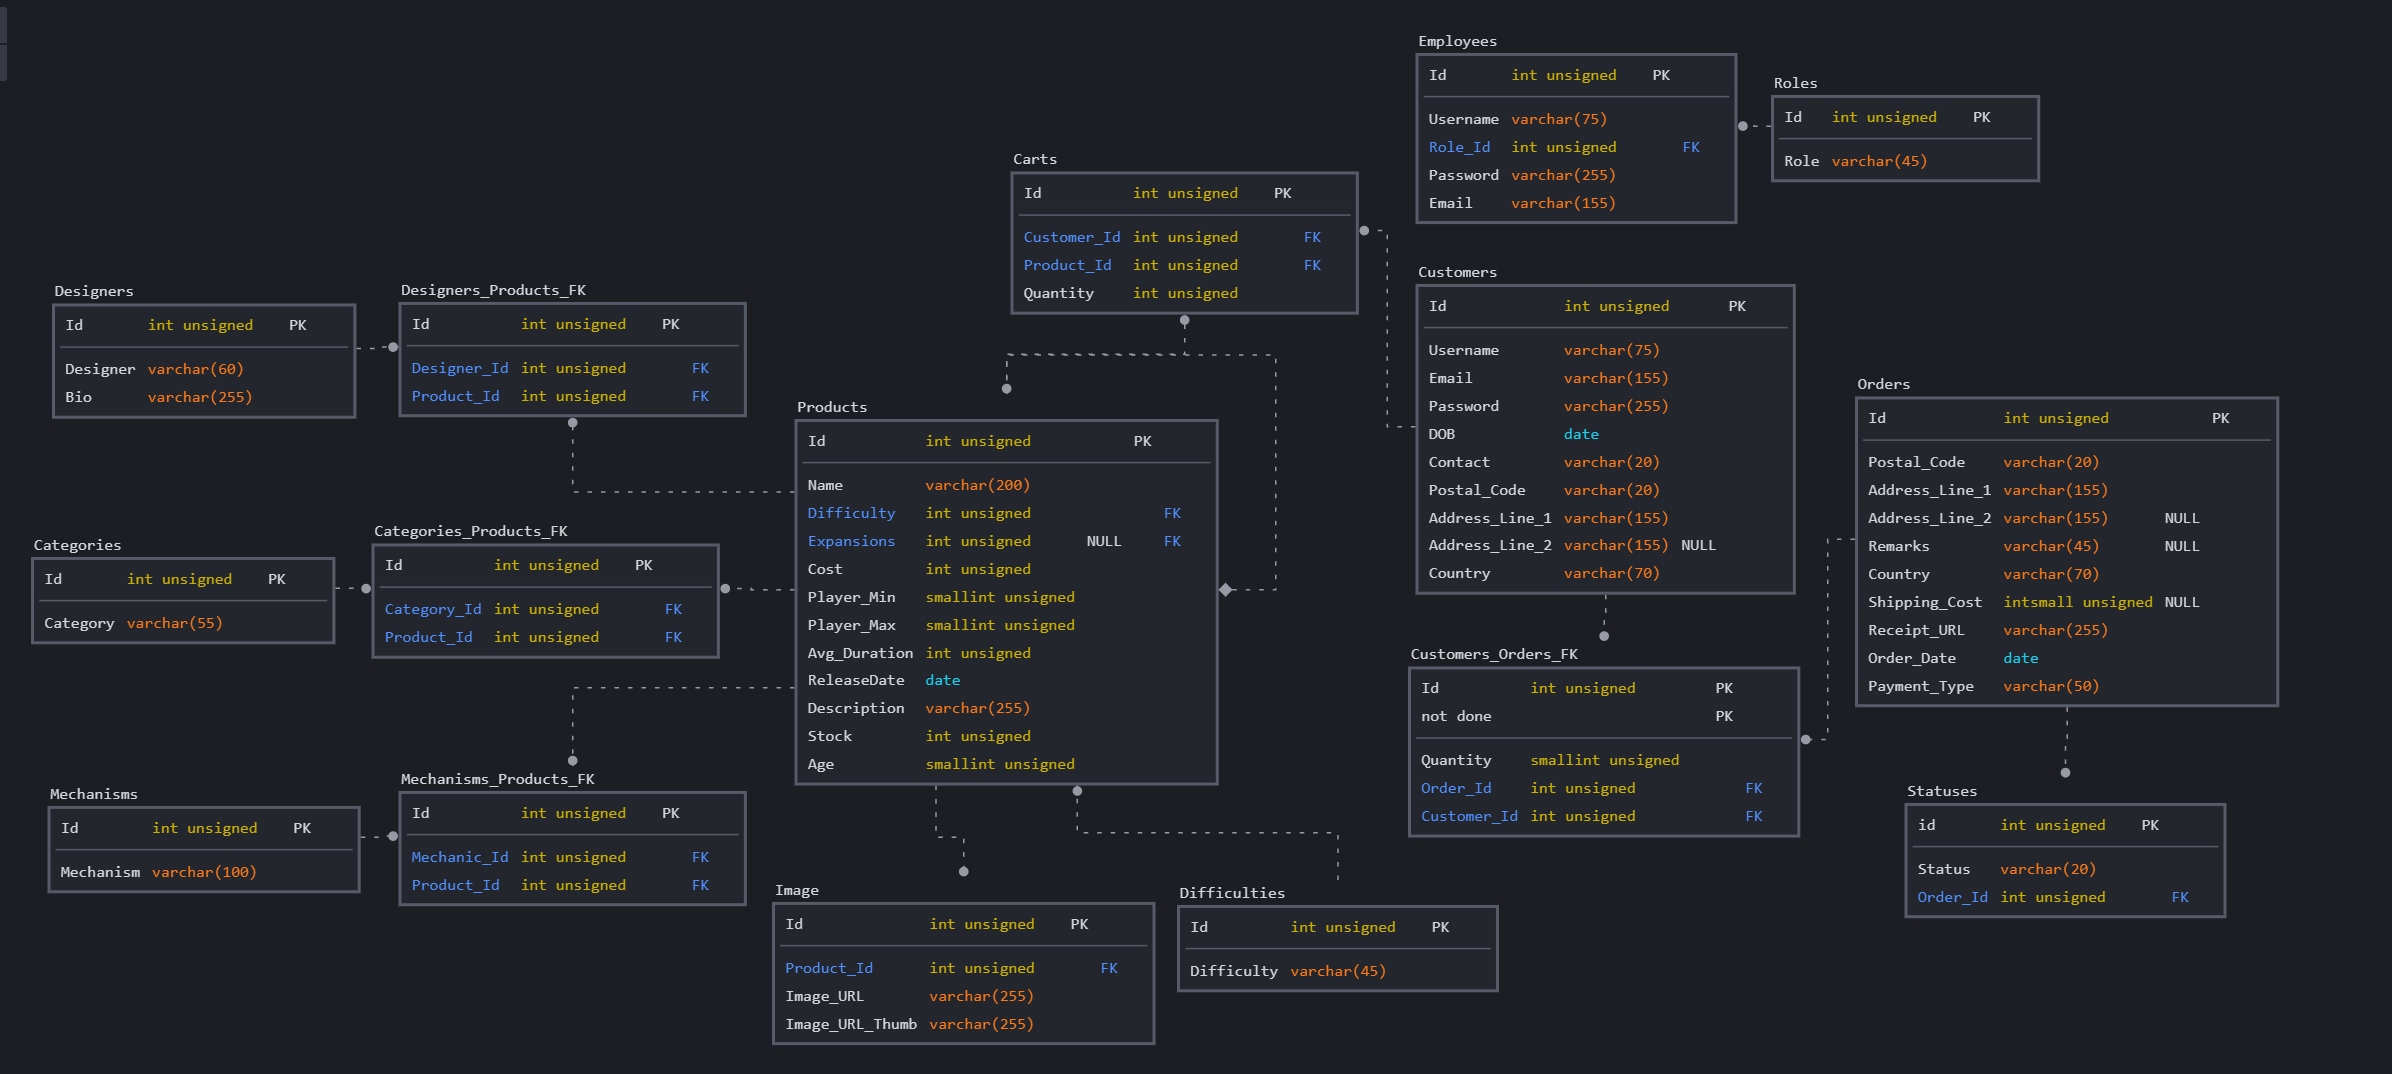 Employees
Id int unsigned PK
Username varchar(75)
Role_Id int unsigned FK
Password varchar(255)
Email varchar(155)
Roles
Id int unsigned PK
Role varchar(45)
Carts
Id int unsigned PK
Customer_Id int unsigned FK
Product_Id int unsigned FK
Quantity int unsigned
Customers
Id int unsigned PK
Username varchar(75)
Email varchar(155)
Password varchar(255)
DOB date
Contact varchar(20)
Postal_Code varchar(20)
Address_Line_1 varchar(155)
Address_Line_2 varchar(155) NULL
Country varchar(70)
Designers
Id int unsigned PK
Designer varchar(60)
Bio varchar(255)
Designers_Products_FK
Id int unsigned PK
Designer_Id int unsigned FK
Product_Id int unsigned FK
Orders
Id int unsigned PK
Postal_Code varchar(20)
Address_Line_1 varchar(155)
Address_Line_2 varchar(155) NULL
Remarks varchar(45) NULL
Country varchar(70)
Shipping_Cost intsmall unsigned NULL
Receipt_URL varchar(255)
Order_Date date
Payment_Type varchar(50)
Products
Id int unsigned PK
Name varchar(200)
Difficulty int unsigned FK
Expansions int unsigned NULL FK
Cost int unsigned
Player_Min smallint unsigned
Player_Max smallint unsigned
Avg_Duration int unsigned
ReleaseDate date
Description varchar(255)
Stock int unsigned
Age smallint unsigned
Categories
Id int unsigned PK
Category varchar(55)
Categories_Products_FK
Id int unsigned PK
Category_Id int unsigned FK
Product_Id int unsigned FK
Customers_Orders_FK
Id int unsigned PK
not done PK
Quantity smallint unsigned
Order_Id int unsigned FK
Customer_Id int unsigned FK
Mechanisms
Id int unsigned PK
Mechanism varchar(100)
Mechanisms_Products_FK
Id int unsigned PK
Mechanic_Id int unsigned FK
Product_Id int unsigned FK
Statuses
id int unsigned PK
Status varchar(20)
Order_Id int unsigned FK
Image
Id int unsigned PK
Product_Id int unsigned FK
Image_URL varchar(255)
Image_URL_Thumb varchar(255)
Difficulties
Id int unsigned PK
Difficulty varchar(45)